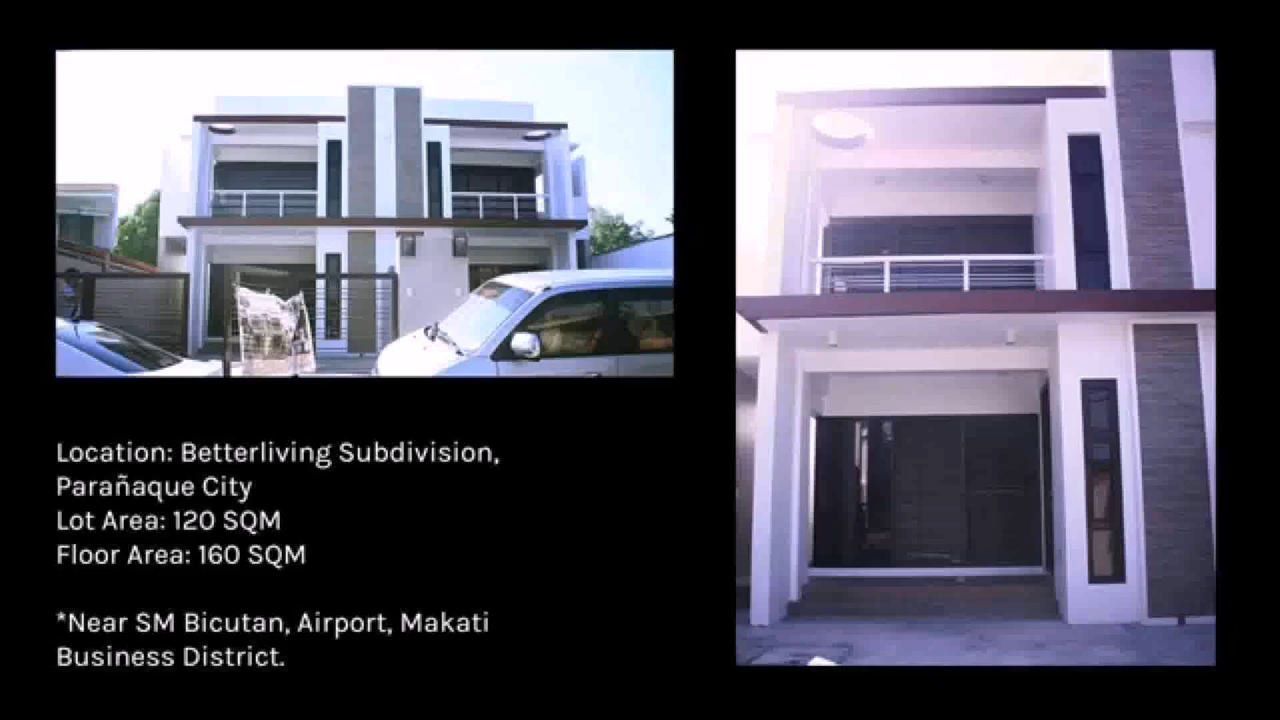 Location: Betterliving Subdivision,
Parañaque City
Lot Area: 120 SQM
Floor Area: 160 SQM
*Near SM Bicutan, Airport, Makati
Business District.